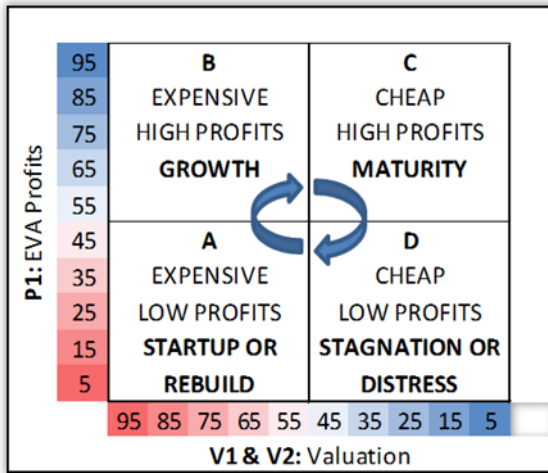 P1: EVA Profits
95
85
75
65
55
45
35
25
15
5
B
EXPENSIVE
HIGH PROFITS
GROWTH
C
CHEAP
HIGH PROFITS
MATURITY
A
EXPENSIVE
LOW PROFITS
STARTUP OR
REBUILD
D
CHEAP
LOW PROFITS
STAGNATION OR
DISTRESS
95 85 75 65 55 45 35 25 15 5
V1 & V2: Valuation